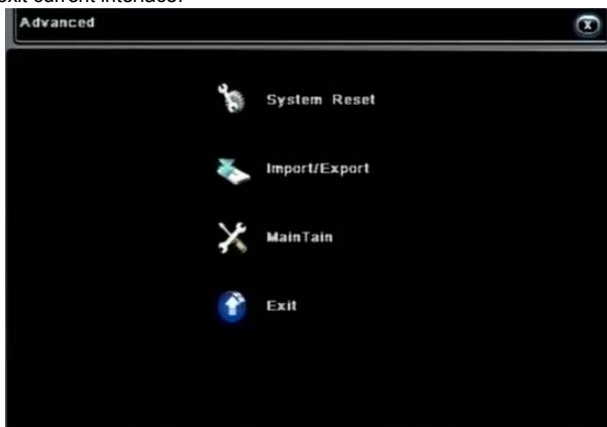 exit current interface.
Advanced
X
System Reset
Import/Export
MainTain
Exit